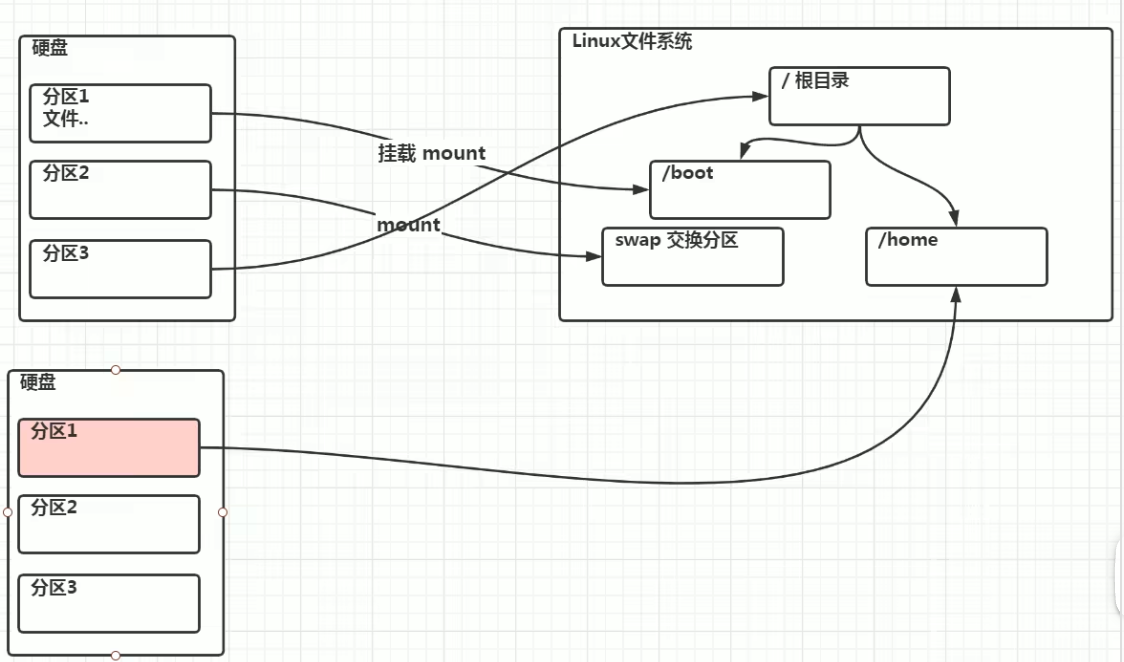 硬盘
分区1
文件..
分区2
分区3
挂载 mount
mount
Linux文件系统
/ 根目录
/boot
swap 交换分区
/home
硬盘
分区1
分区2
分区3